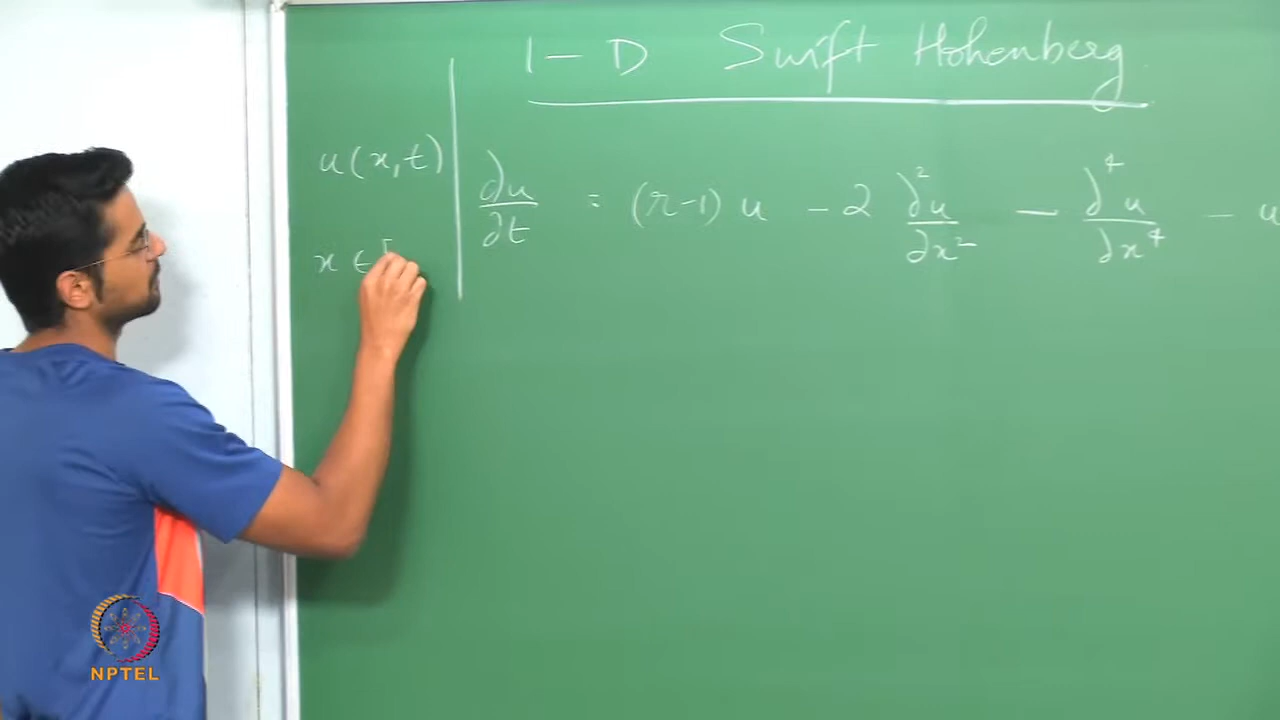 1-D Swift Hohenberg
u(x,t)
∂u/∂t = (r-1) u - 2 ∂²u/∂x² - ∂⁴u/∂x⁴ - u
x ∈ [
NPTEL